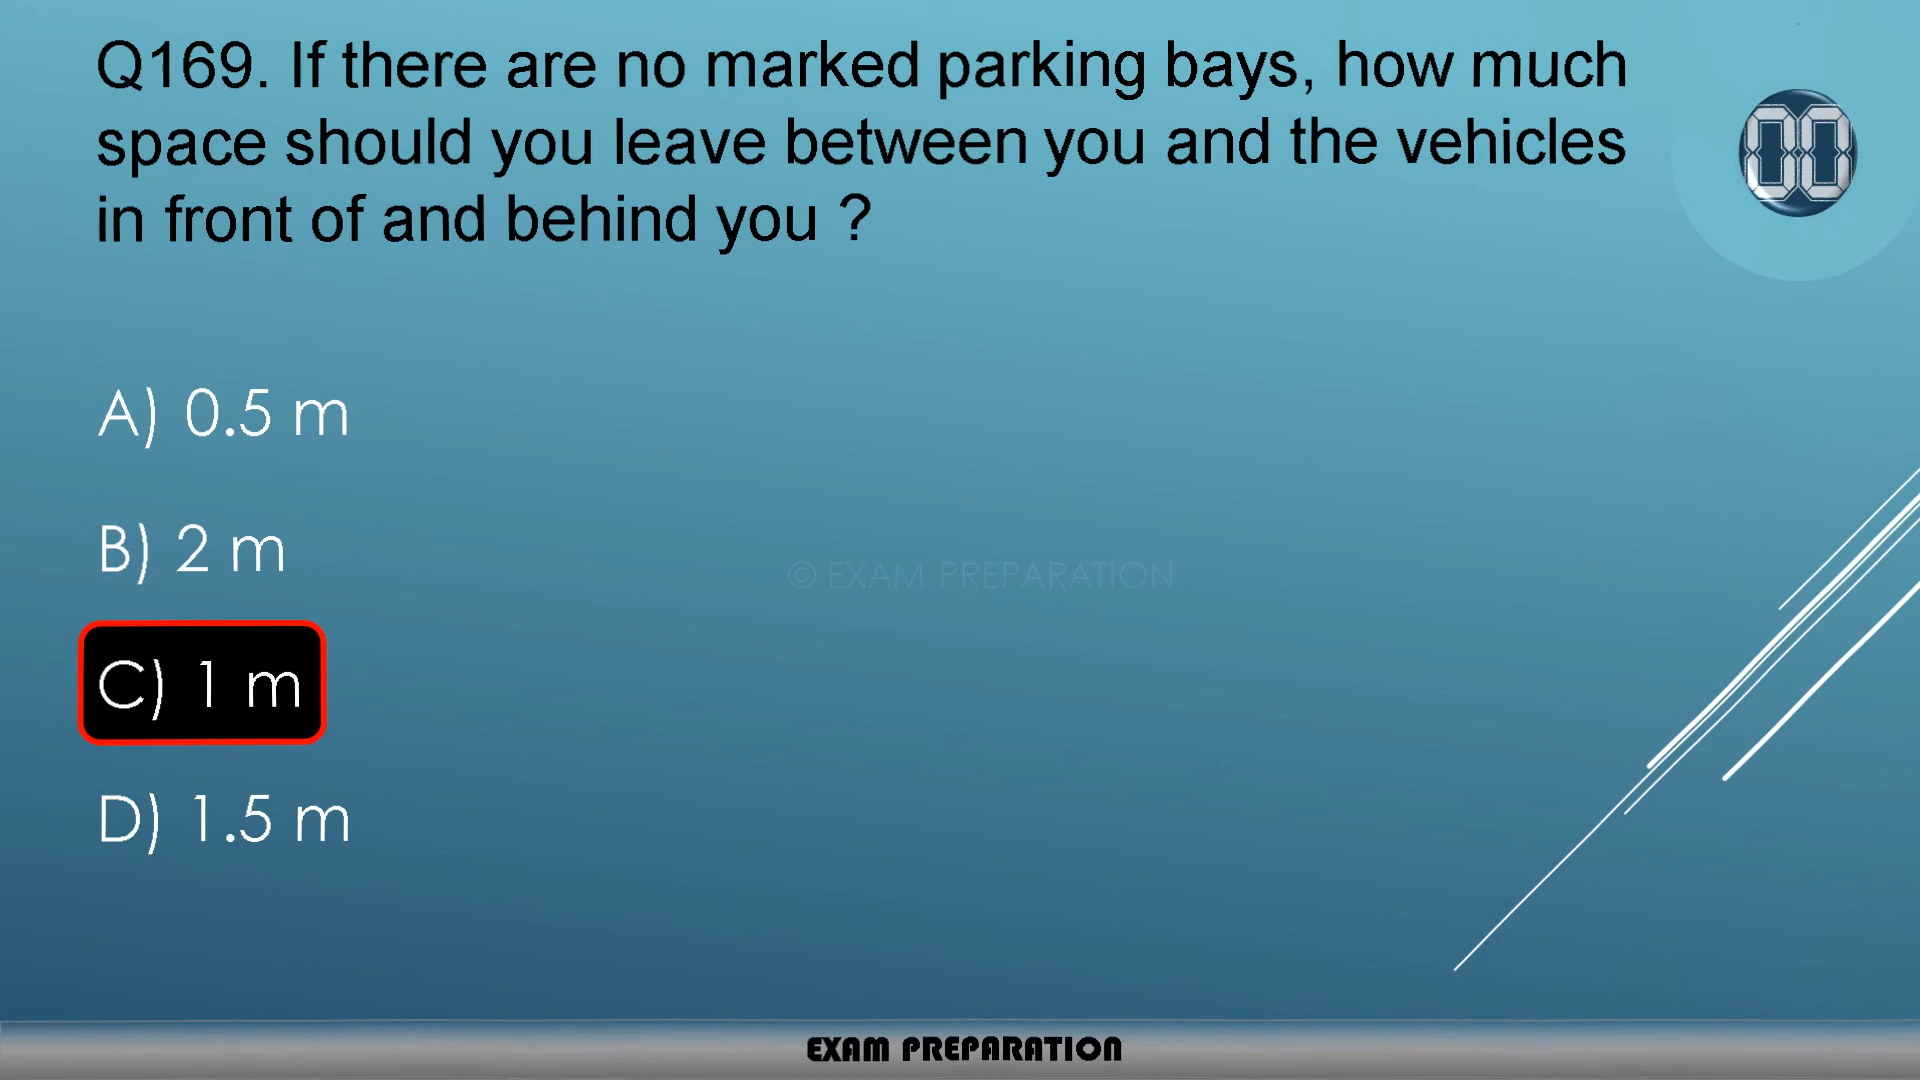 Q169. If there are no marked parking bays, how much
space should you leave between you and the vehicles
in front of and behind you ?
00
A) 0.5 m
B) 2 m
© EXAM PREPARATION
C) 1 m
D) 1.5 m
EXAM PREPARATION